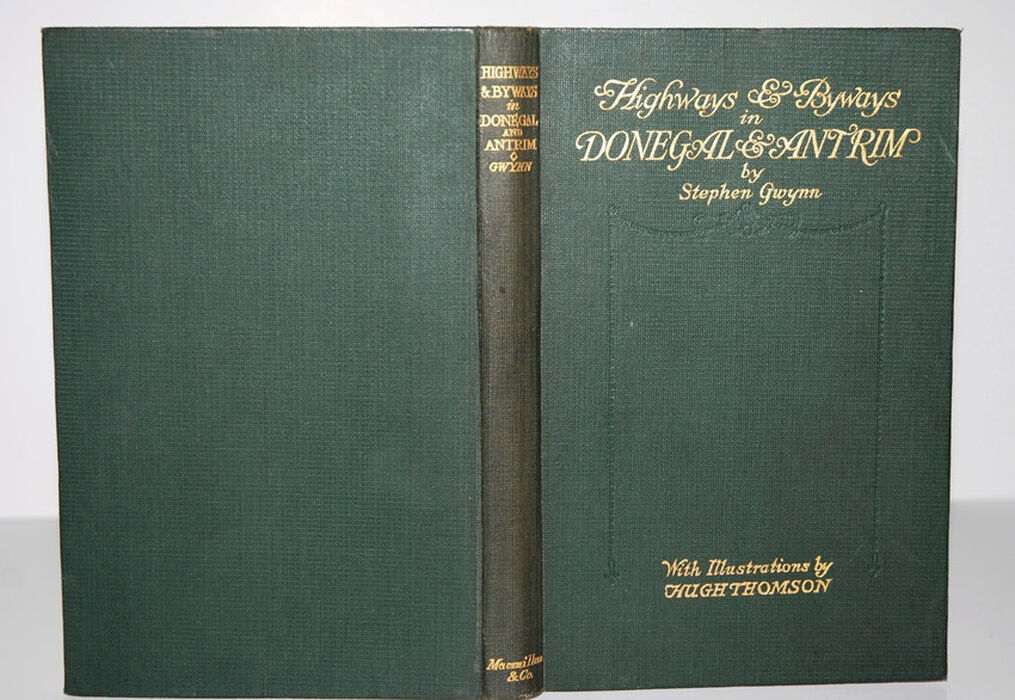 HIGHWAYS
& BYWAYS
in
DONEGAL
AND
ANTRIM
GWYNN
Macmillan
& Co.
Highways & Byways
in
DONEGAL & ANTRIM
by
Stephen Gwynn
With Illustrations by
HUGH THOMSON